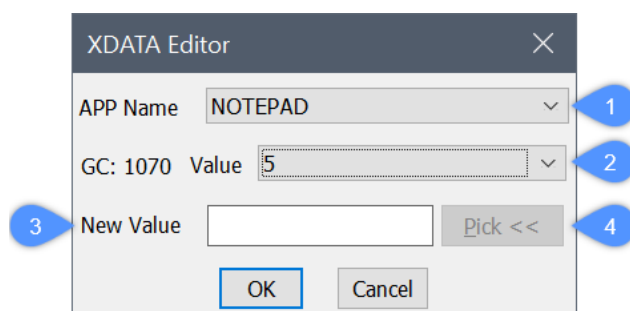 XDATA Editor
APP Name NOTEPAD 1
GC: 1070 Value 5 2
3 New Value Pick << 4
OK Cancel